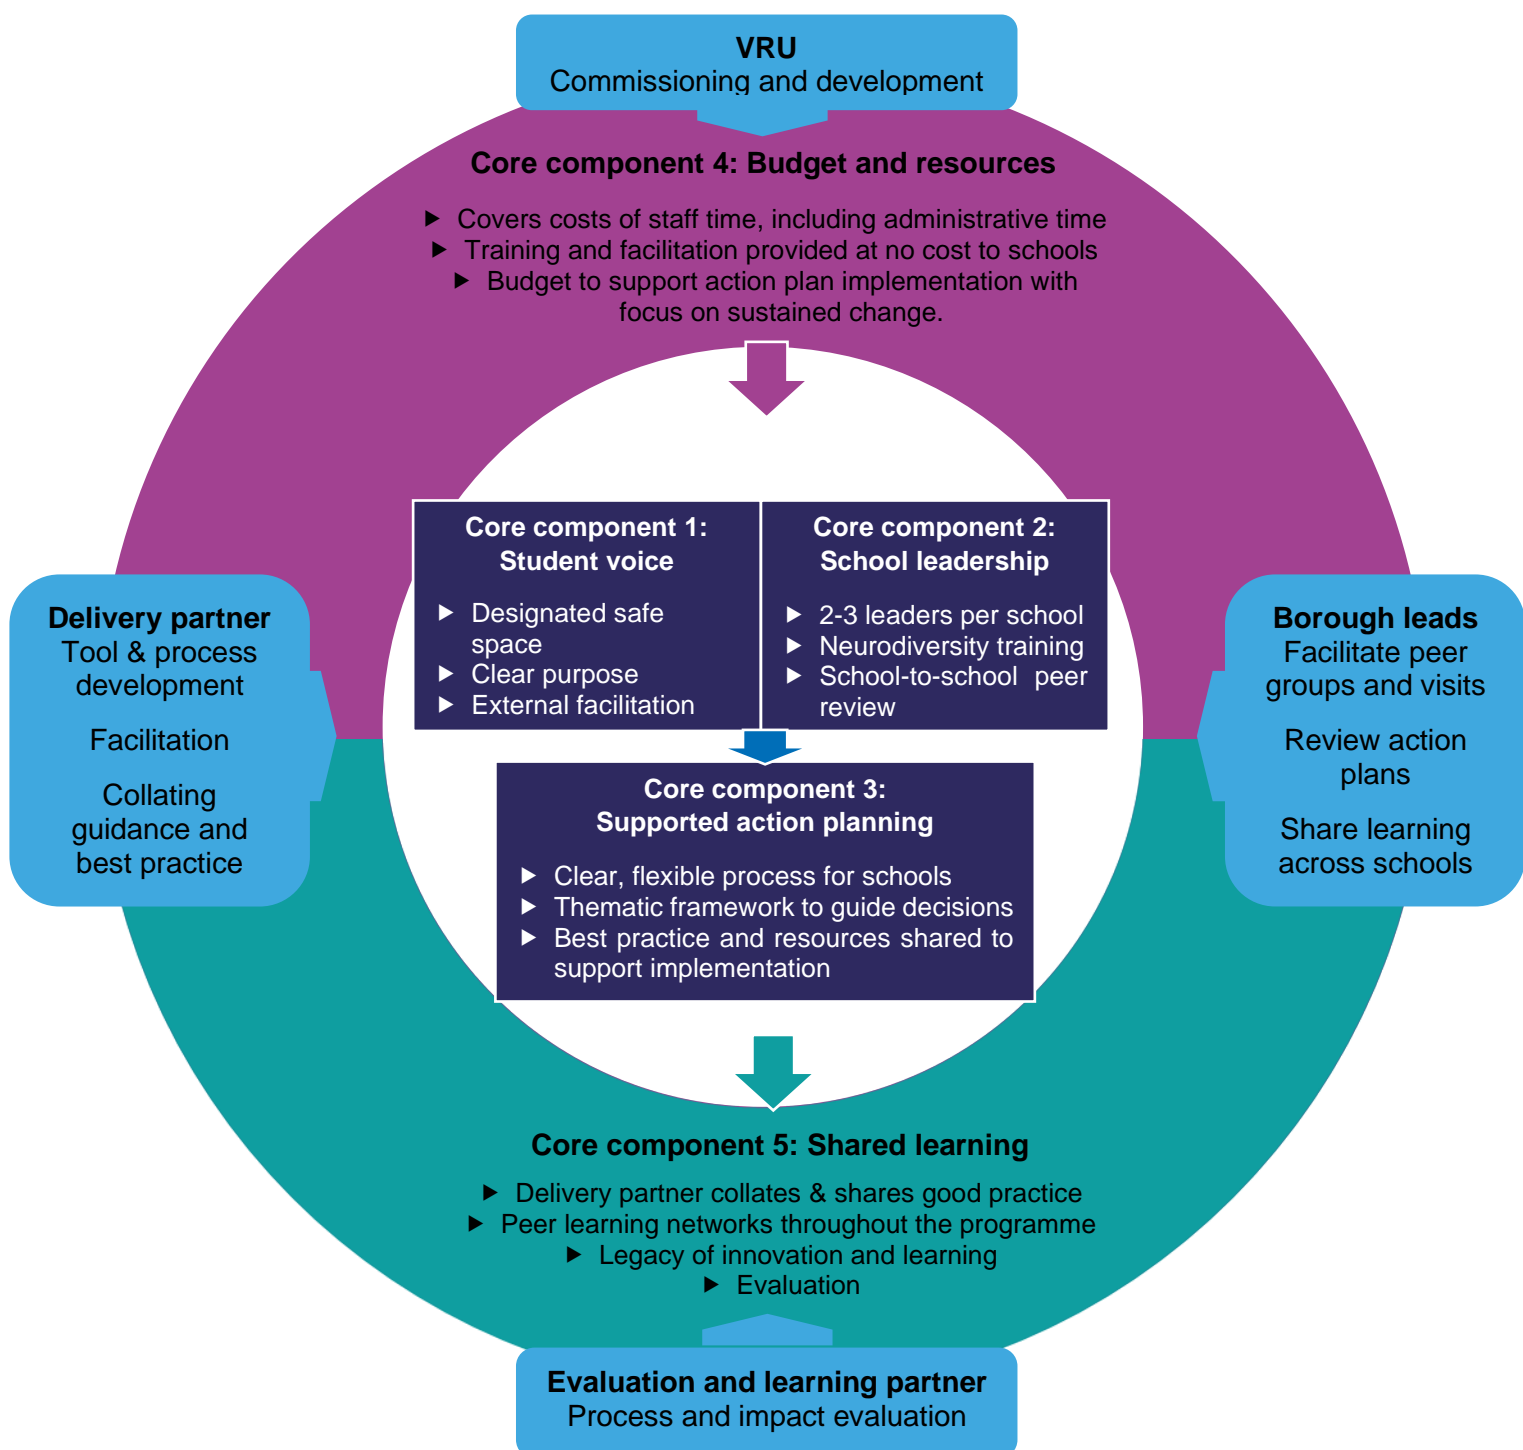 VRU
Commissioning and development
Core component 4: Budget and resources
▶ Covers costs of staff time, including administrative time
▶ Training and facilitation provided at no cost to schools
▶ Budget to support action plan implementation with
focus on sustained change.
Core component 1:
Student voice
▶ Designated safe
space
▶ Clear purpose
▶ External facilitation
Core component 2:
School leadership
▶ 2-3 leaders per school
▶ Neurodiversity training
▶ School-to-school peer
review
Delivery partner
Tool & process
development
Facilitation
Collating
guidance and
best practice
Borough leads
Facilitate peer
groups and visits
Review action
plans
Share learning
across schools
Core component 3:
Supported action planning
▶ Clear, flexible process for schools
▶ Thematic framework to guide decisions
▶ Best practice and resources shared to
support implementation
Core component 5: Shared learning
▶ Delivery partner collates & shares good practice
▶ Peer learning networks throughout the programme
▶ Legacy of innovation and learning
▶ Evaluation
Evaluation and learning partner
Process and impact evaluation